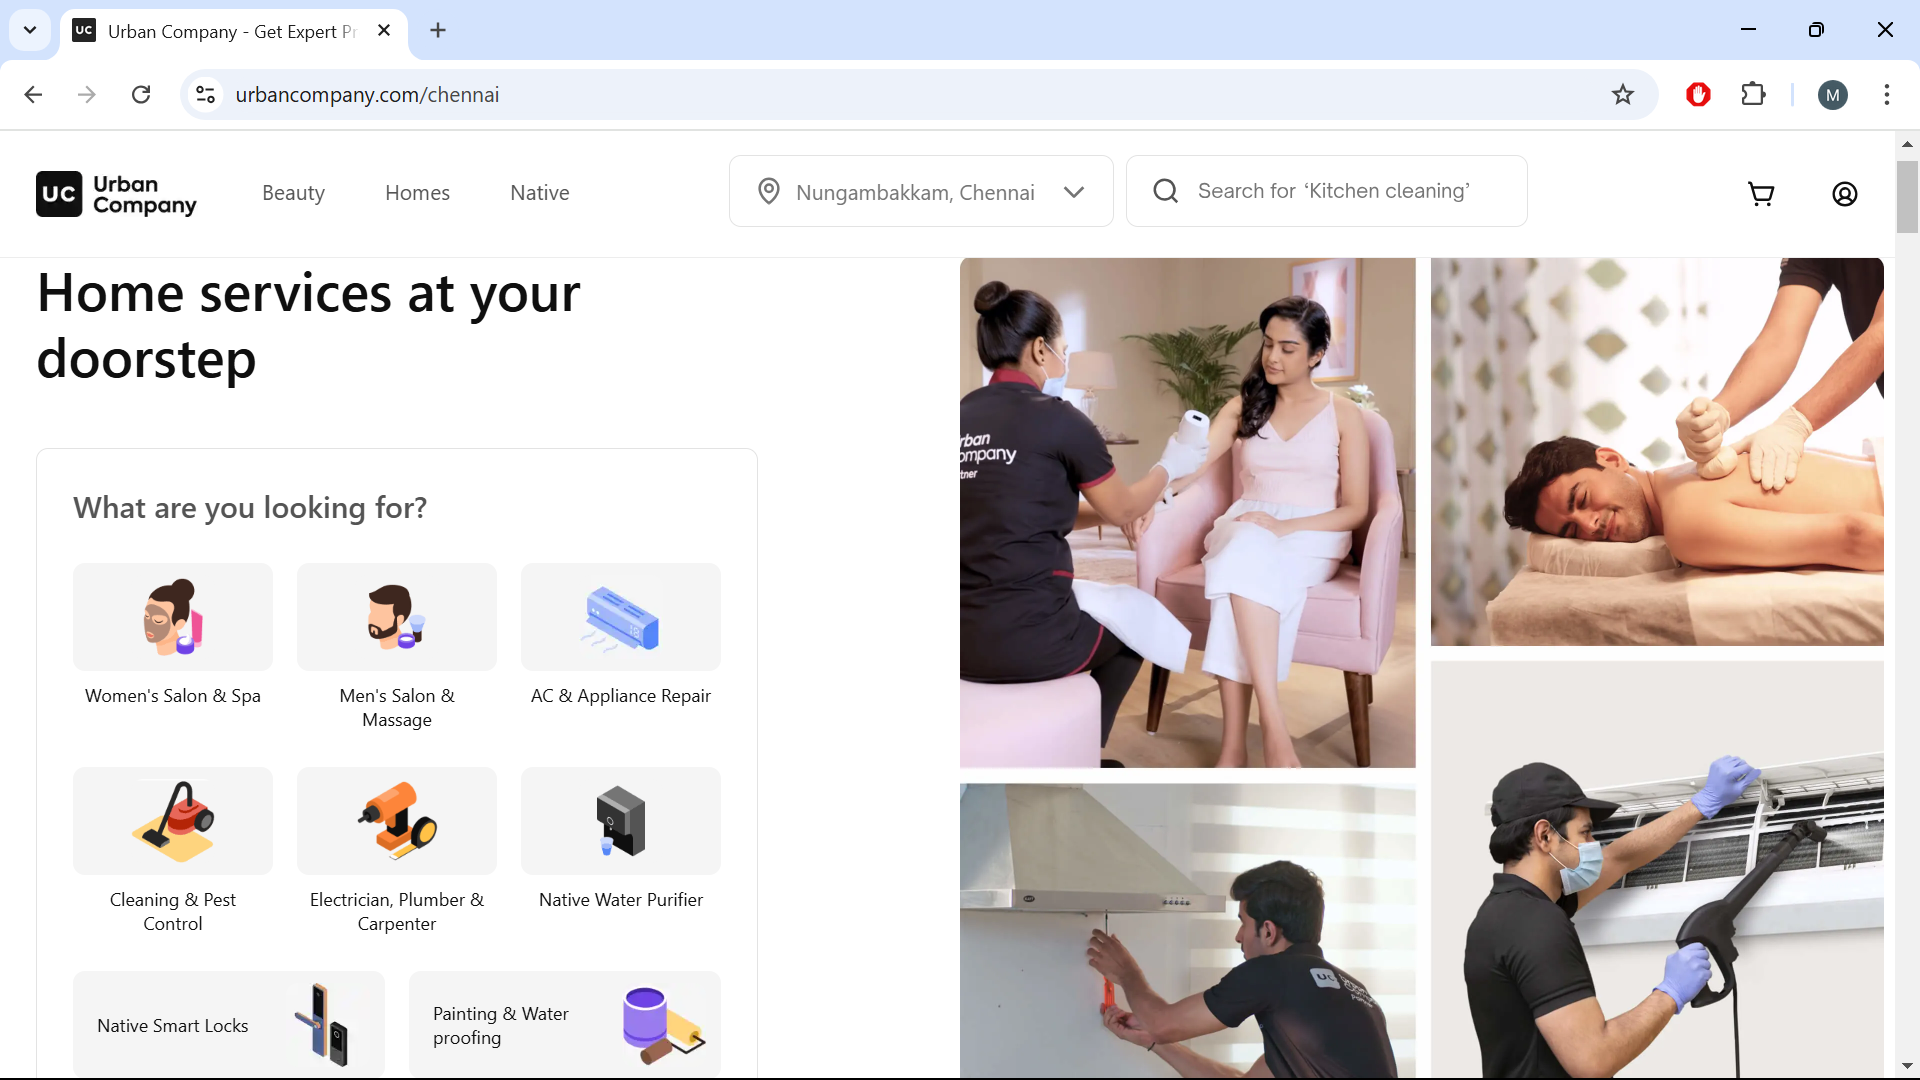 Urban Company - Get Expert Pr
urbancompany.com/chennai
M
UC
Urban
Company
Beauty
Homes
Native
Nungambakkam, Chennai
Search for ‘Kitchen cleaning’
Home services at your
doorstep
What are you looking for?
Women's Salon & Spa
Men's Salon &
Massage
AC & Appliance Repair
Cleaning & Pest
Control
Electrician, Plumber &
Carpenter
Native Water Purifier
Native Smart Locks
Painting & Water
proofing
rban
ompany
tner